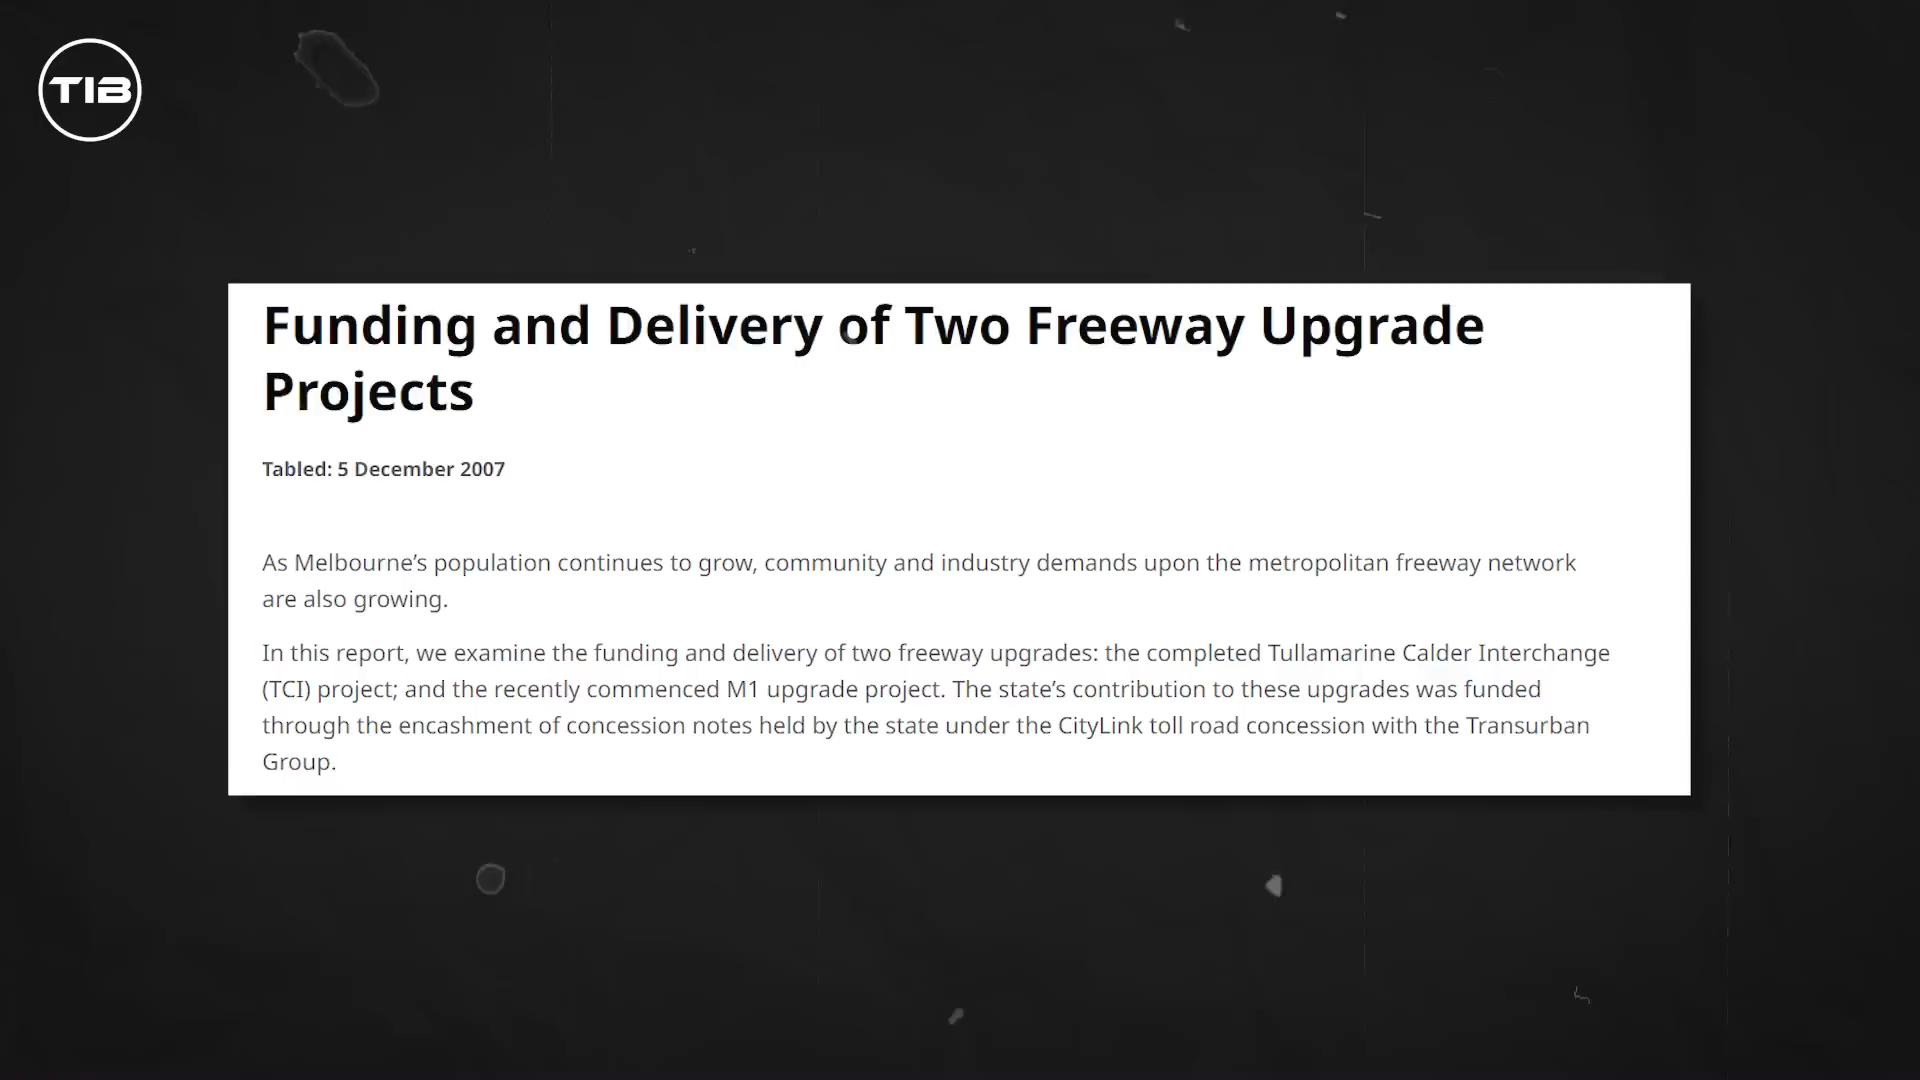 TIB
Funding and Delivery of Two Freeway Upgrade
Projects
Tabled: 5 December 2007
As Melbourne’s population continues to grow, community and industry demands upon the metropolitan freeway network
are also growing.
In this report, we examine the funding and delivery of two freeway upgrades: the completed Tullamarine Calder Interchange
(TCI) project; and the recently commenced M1 upgrade project. The state’s contribution to these upgrades was funded
through the encashment of concession notes held by the state under the CityLink toll road concession with the Transurban
Group.